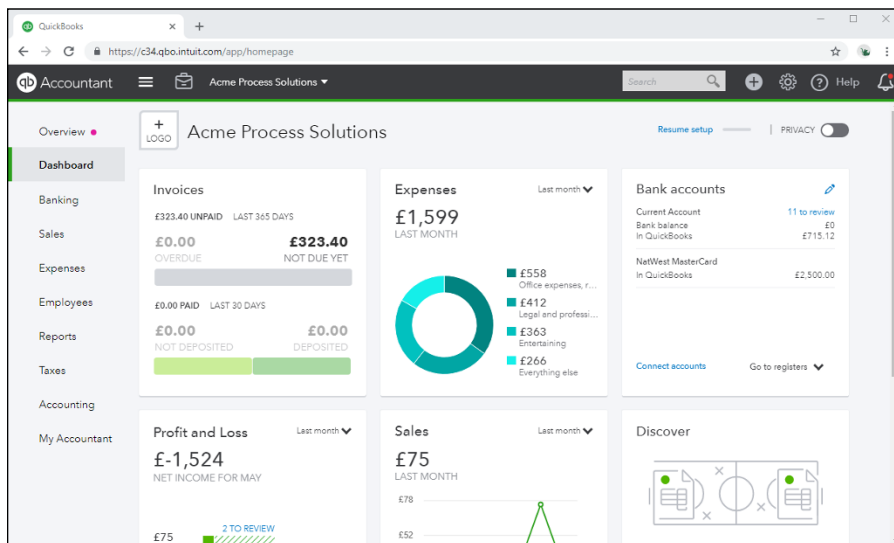 QuickBooks
https://c34.qbo.intuit.com/app/homepage
qb Accountant
Acme Process Solutions
Search
Help
Overview
Dashboard
Banking
Sales
Expenses
Employees
Reports
Taxes
Accounting
My Accountant
+
LOGO
Acme Process Solutions
Resume setup
PRIVACY
Invoices
£323.40 UNPAID LAST 365 DAYS
£0.00 £323.40
OVERDUE NOT DUE YET
£0.00 PAID LAST 30 DAYS
£0.00 £0.00
NOT DEPOSITED DEPOSITED
Expenses Last month
£1,599
LAST MONTH
£558
Office expenses, r...
£412
Legal and professi...
£363
Entertaining
£266
Everything else
Bank accounts
Current Account 11 to review
Bank balance £0
In QuickBooks £715.12
NatWest MasterCard
In QuickBooks £2,500.00
Connect accounts Go to registers
Profit and Loss Last month
£-1,524
NET INCOME FOR MAY
2 TO REVIEW
£75
Sales Last month
£75
LAST MONTH
£78
£52
Discover